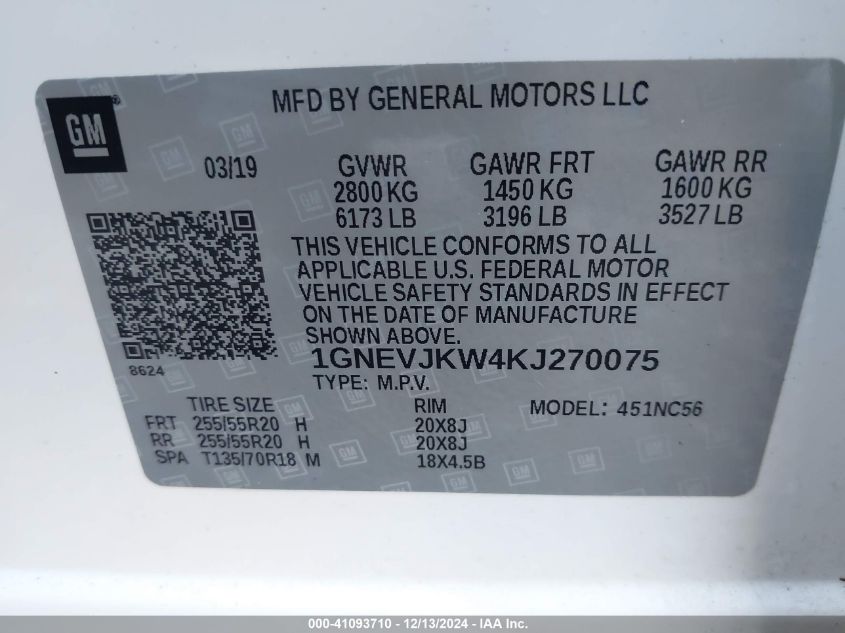 GM ®
MFD BY GENERAL MOTORS LLC
03/19 GVWR GAWR FRT GAWR RR
2800 KG 1450 KG 1600 KG
6173 LB 3196 LB 3527 LB
THIS VEHICLE CONFORMS TO ALL
APPLICABLE U.S. FEDERAL MOTOR
VEHICLE SAFETY STANDARDS IN EFFECT
ON THE DATE OF MANUFACTURE
SHOWN ABOVE.
8624 1GNEVJKW4KJ270075
TYPE: M.P.V.
TIRE SIZE RIM MODEL: 451NC56
FRT 255/55R20 H 20X8J
RR 255/55R20 H 20X8J
SPA T135/70R18 M 18X4.5B
000-41093710 - 12/13/2024 - IAA Inc.